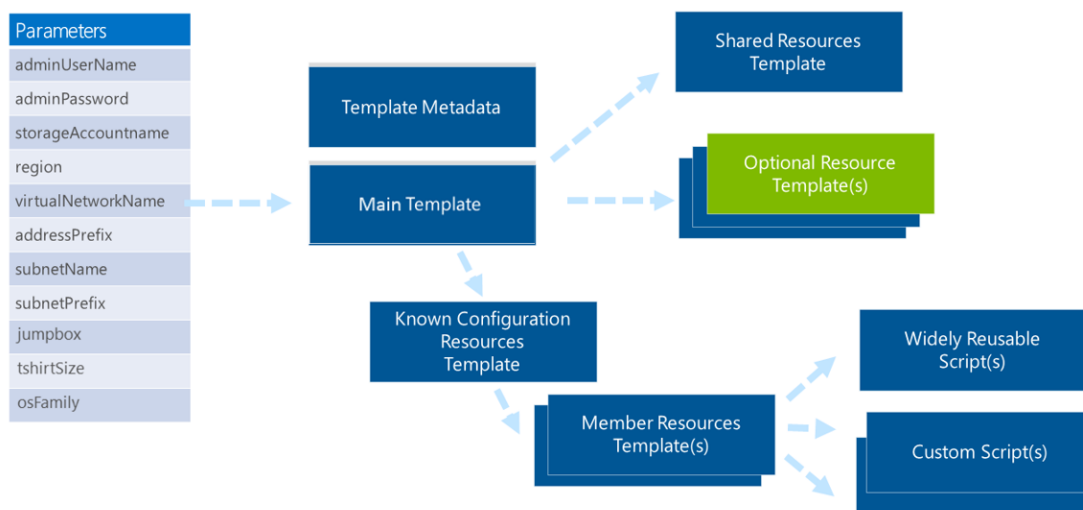 Parameters
adminUserName
adminPassword
storageAccountname
region
virtualNetworkName
addressPrefix
subnetName
subnetPrefix
jumpbox
tshirtSize
osFamily
Template Metadata
Main Template
Shared Resources
Template
Optional Resource
Template(s)
Known Configuration
Resources
Template
Member Resources
Template(s)
Widely Reusable
Script(s)
Custom Script(s)